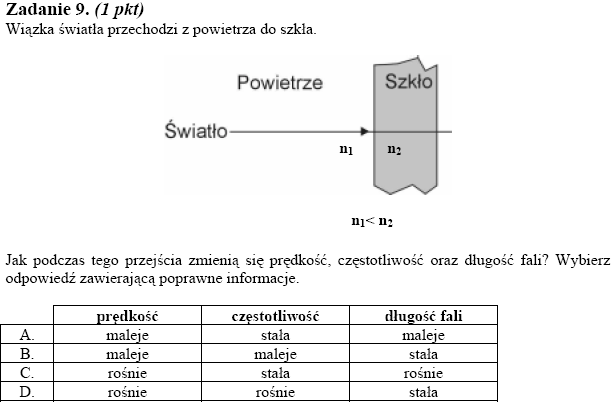 Zadanie 9. (1 pkt)
Wiązka światła przechodzi z powietrza do szkła.
Powietrze Szkło
Światło
n1 n2
n1< n2
Jak podczas tego przejścia zmienią się prędkość, częstotliwość oraz długość fali? Wybierz
odpowiedź zawierającą poprawne informacje.
prędkość częstotliwość długość fali
A. maleje stała maleje
B. maleje maleje stała
C. rośnie stała rośnie
D. rośnie rośnie stała